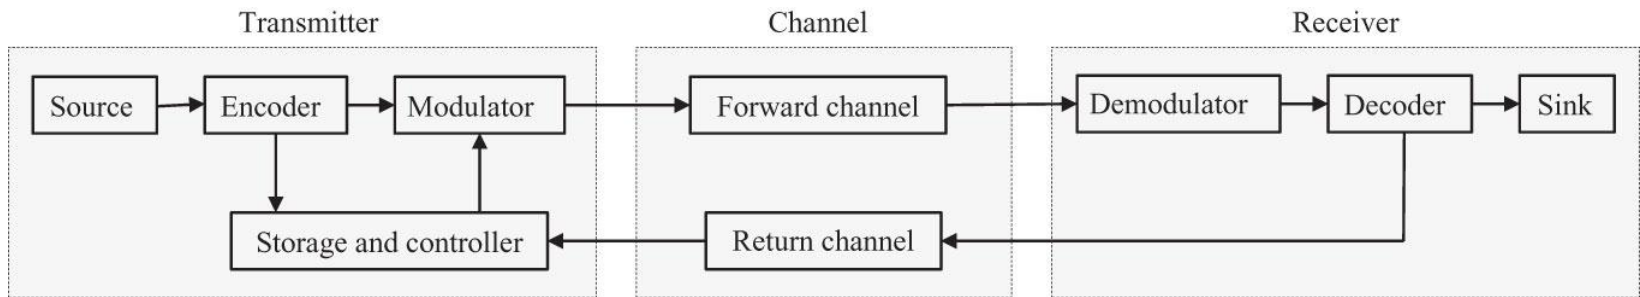 Transmitter
Channel
Receiver
Source
Encoder
Modulator
Forward channel
Demodulator
Decoder
Sink
Storage and controller
Return channel